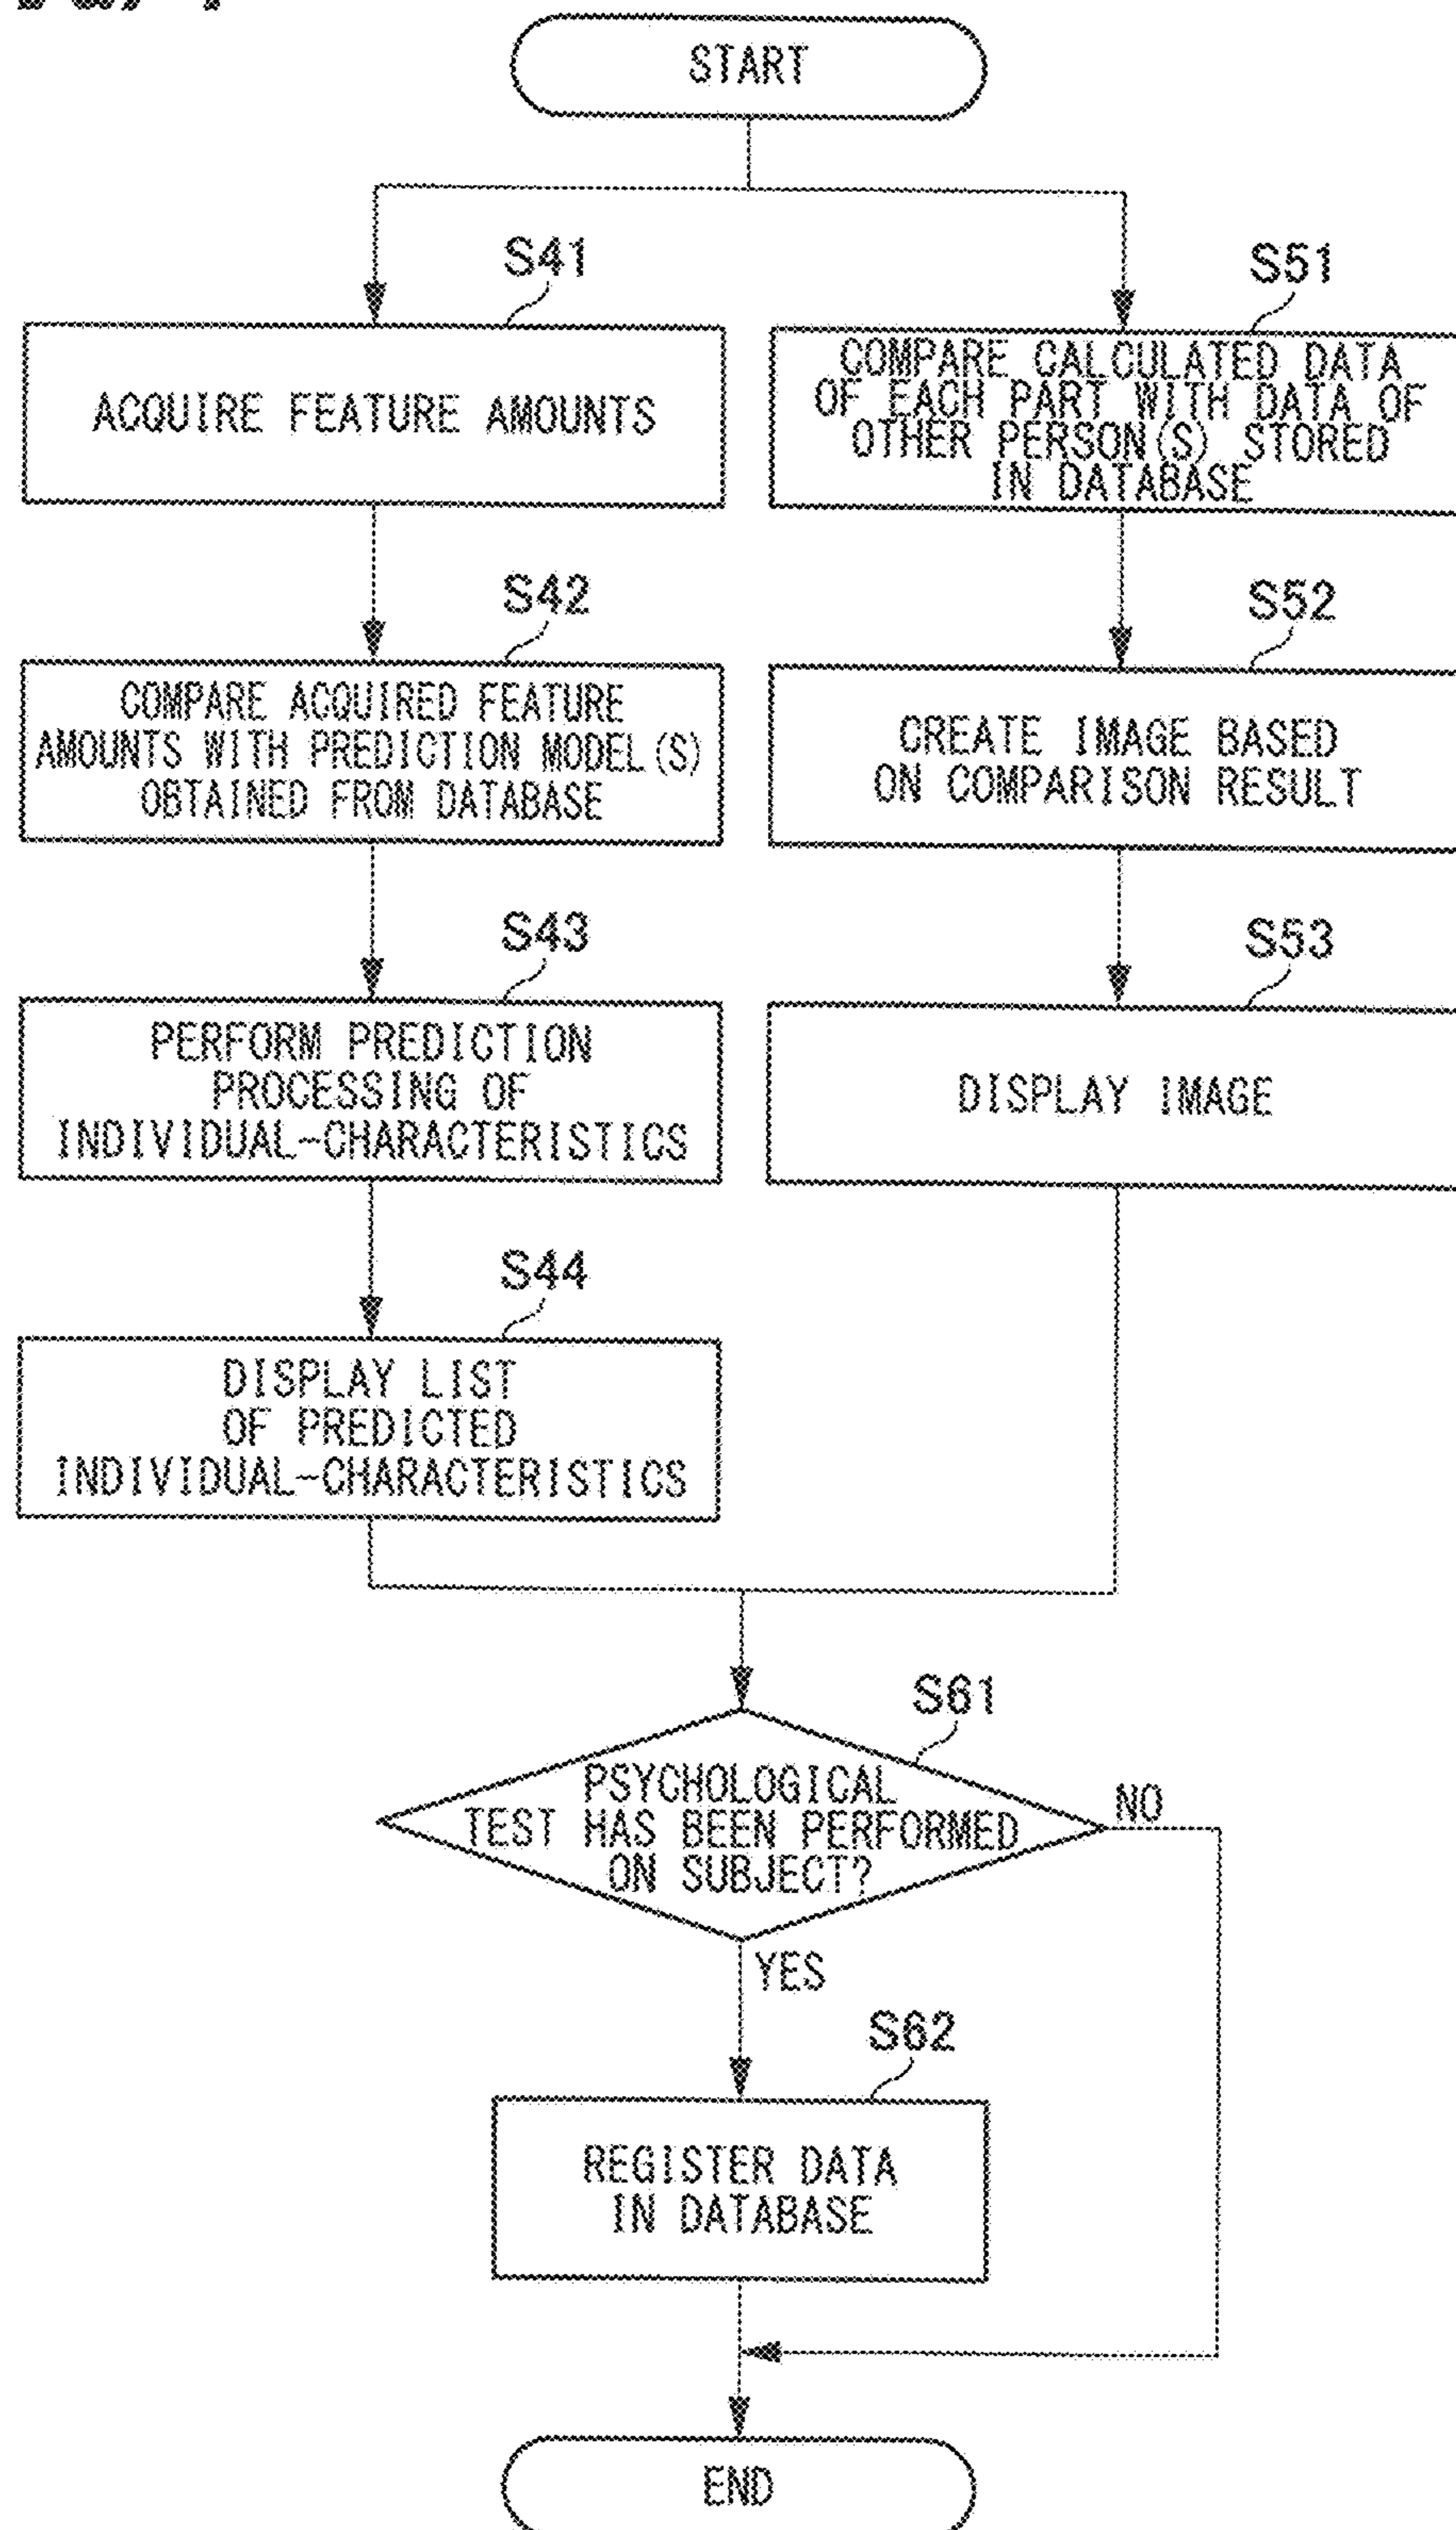 START
S41
ACQUIRE FEATURE AMOUNTS
S42
COMPARE ACQUIRED FEATURE
AMOUNTS WITH PREDICTION MODEL(S)
OBTAINED FROM DATABASE
S43
PERFORM PREDICTION
PROCESSING OF
INDIVIDUAL-CHARACTERISTICS
S44
DISPLAY LIST
OF PREDICTED
INDIVIDUAL-CHARACTERISTICS
S51
COMPARE CALCULATED DATA
OF EACH PART WITH DATA OF
OTHER PERSON(S) STORED
IN DATABASE
S52
CREATE IMAGE BASED
ON COMPARISON RESULT
S53
DISPLAY IMAGE
S61
PSYCHOLOGICAL
TEST HAS BEEN PERFORMED
ON SUBJECT?
NO
YES
S62
REGISTER DATA
IN DATABASE
END